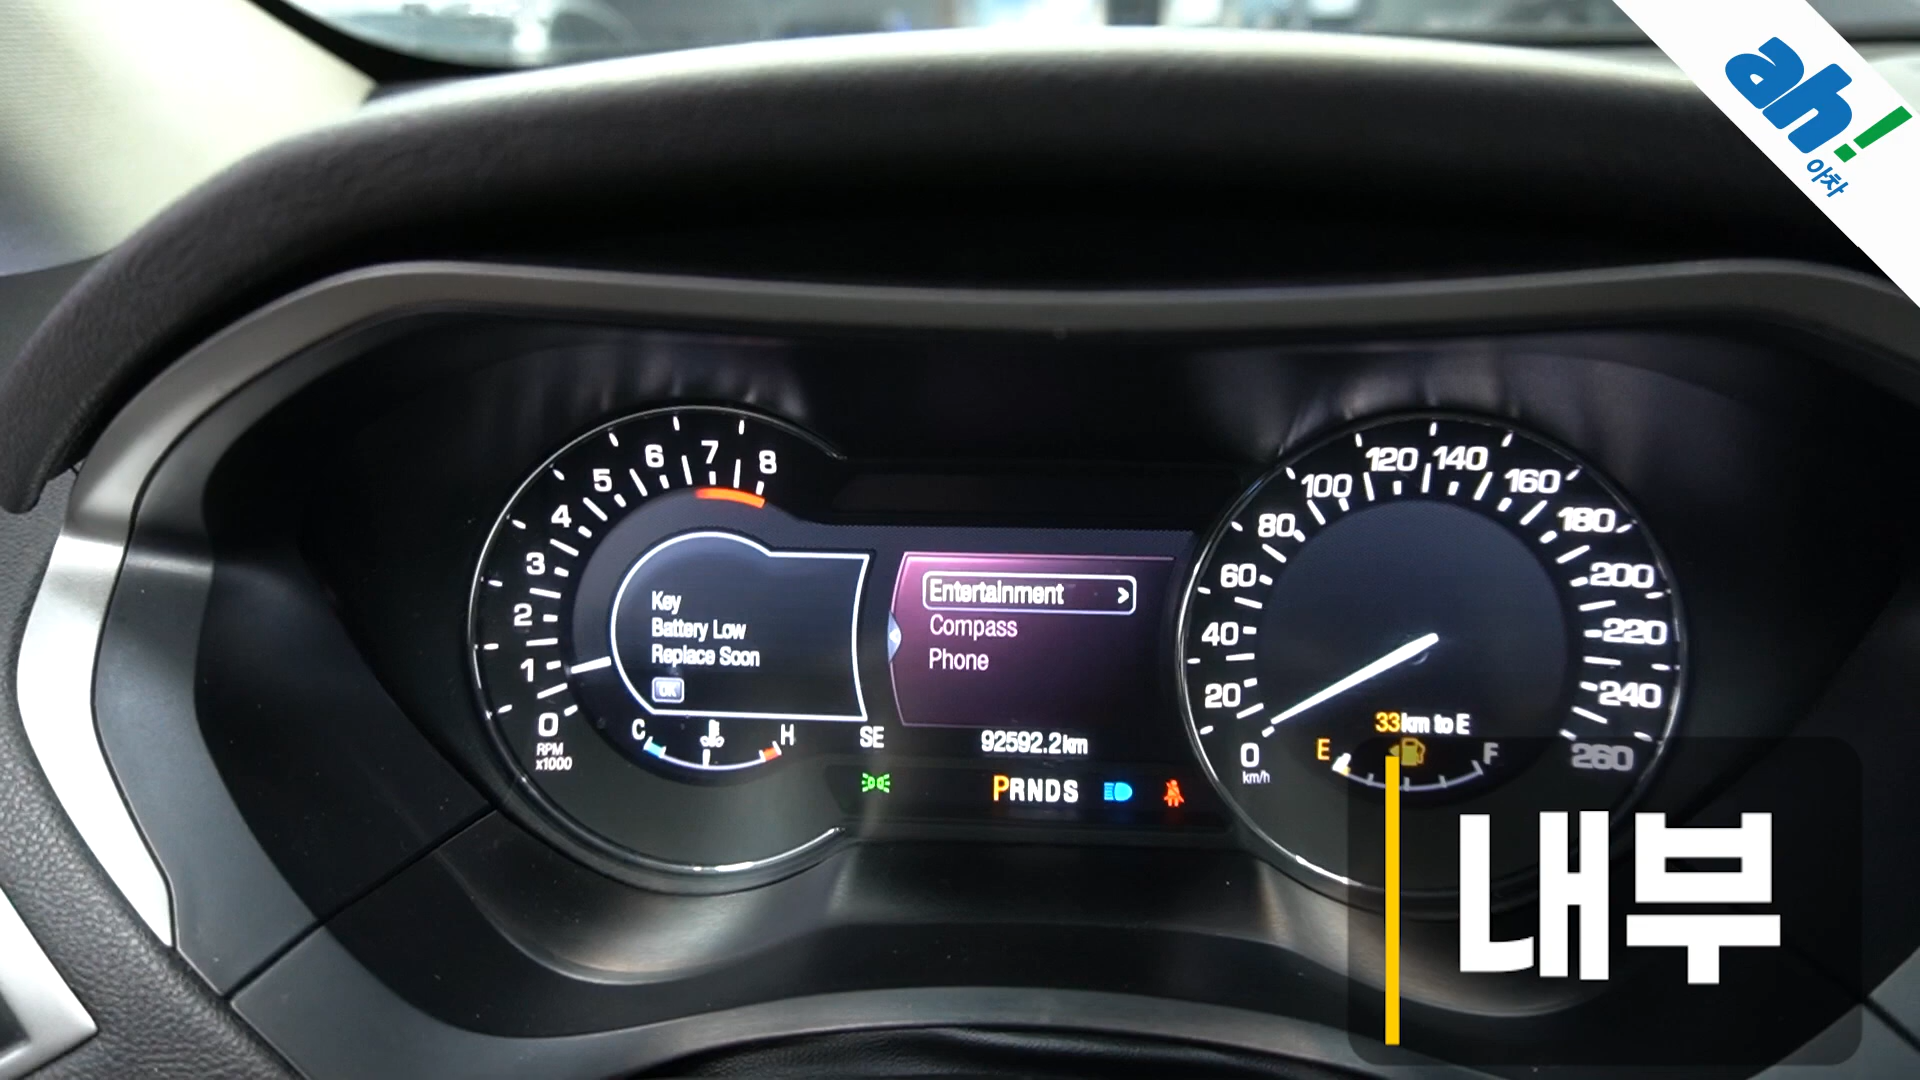 ah!
아차
0
1
2
3
4
5
6
7
8
RPM
x1000
Key
Battery Low
Replace Soon
OK
C
H
SE
Entertainment >
Compass
Phone
92592.2km
PRNDS
0
20
40
60
80
100
120
140
160
180
200
220
240
260
km/h
33km to E
E
F
내부